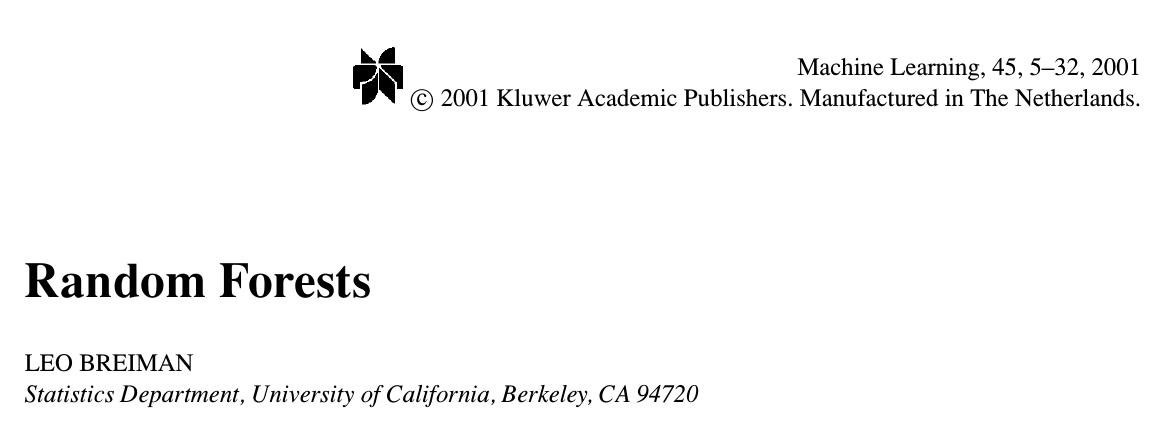 Machine Learning, 45, 5–32, 2001
© 2001 Kluwer Academic Publishers. Manufactured in The Netherlands.
Random Forests
LEO BREIMAN
Statistics Department, University of California, Berkeley, CA 94720